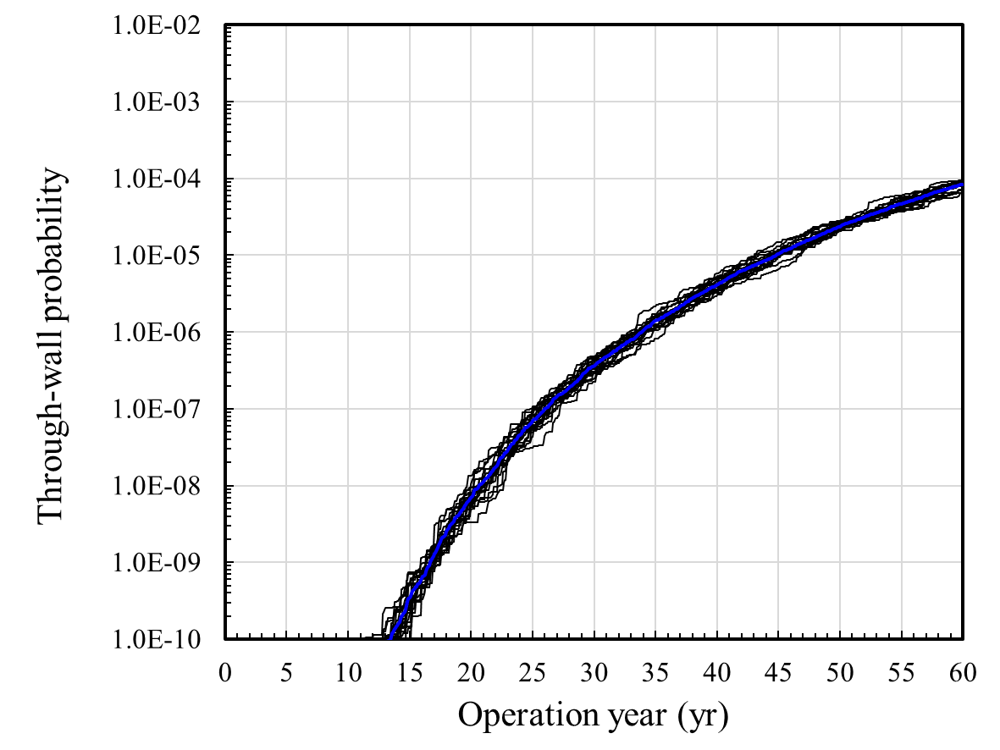 1.0E-02
1.0E-03
1.0E-04
1.0E-05
1.0E-06
1.0E-07
1.0E-08
1.0E-09
1.0E-10
Through-wall probability
0 5 10 15 20 25 30 35 40 45 50 55 60
Operation year (yr)